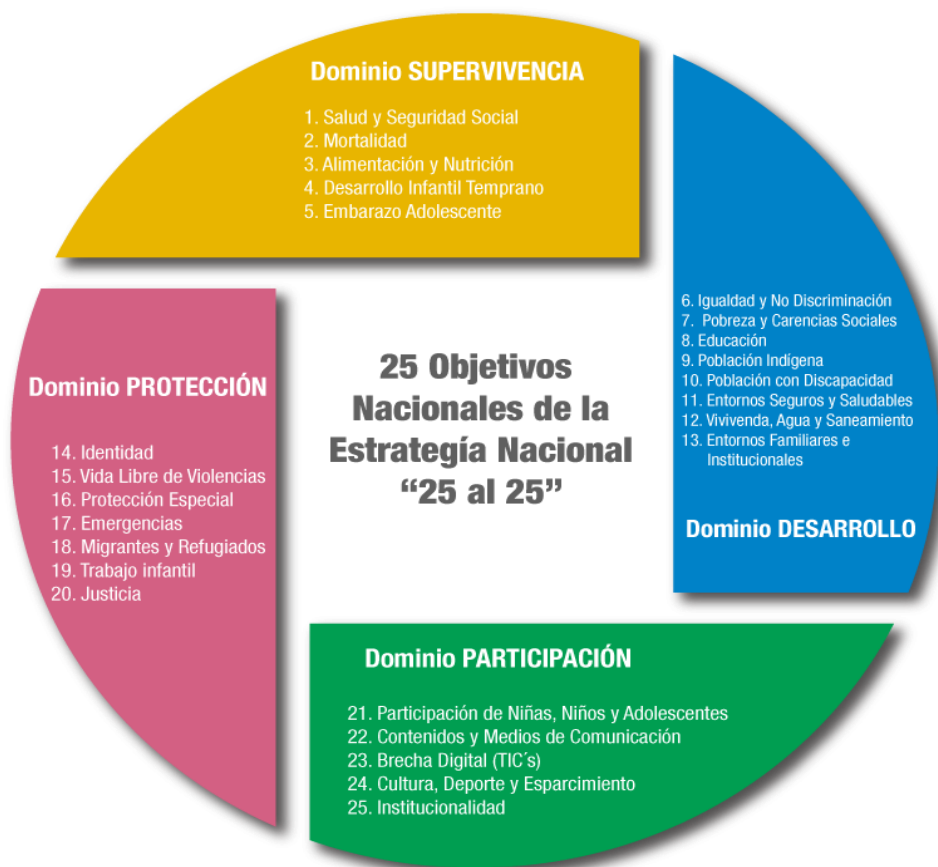 Dominio SUPERVIVENCIA
1. Salud y Seguridad Social
2. Mortalidad
3. Alimentación y Nutrición
4. Desarrollo Infantil Temprano
5. Embarazo Adolescente
6. Igualdad y No Discriminación
7. Pobreza y Carencias Sociales
8. Educación
9. Población Indígena
10. Población con Discapacidad
11. Entornos Seguros y Saludables
12. Vivivenda, Agua y Saneamiento
13. Entornos Familiares e
Institucionales
Dominio DESARROLLO
25 Objetivos
Nacionales de la
Estrategía Nacional
“25 al 25”
Dominio PROTECCIÓN
14. Identidad
15. Vida Libre de Violencias
16. Protección Especial
17. Emergencias
18. Migrantes y Refugiados
19. Trabajo infantil
20. Justicia
Dominio PARTICIPACIÓN
21. Participación de Niñas, Niños y Adolescentes
22. Contenidos y Medios de Comunicación
23. Brecha Digital (TIC´s)
24. Cultura, Deporte y Esparcimiento
25. Institucionalidad